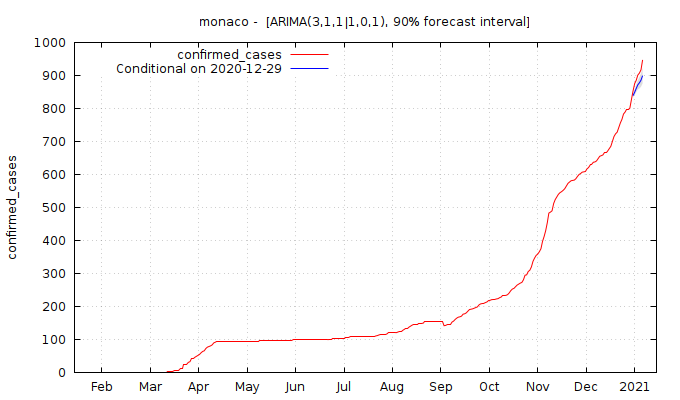 monaco - [ARIMA(3,1,1|1,0,1), 90% forecast interval]
confirmed_cases
Conditional on 2020-12-29
confirmed_cases
1000
900
800
700
600
500
400
300
200
100
0
Feb Mar Apr May Jun Jul Aug Sep Oct Nov Dec 2021